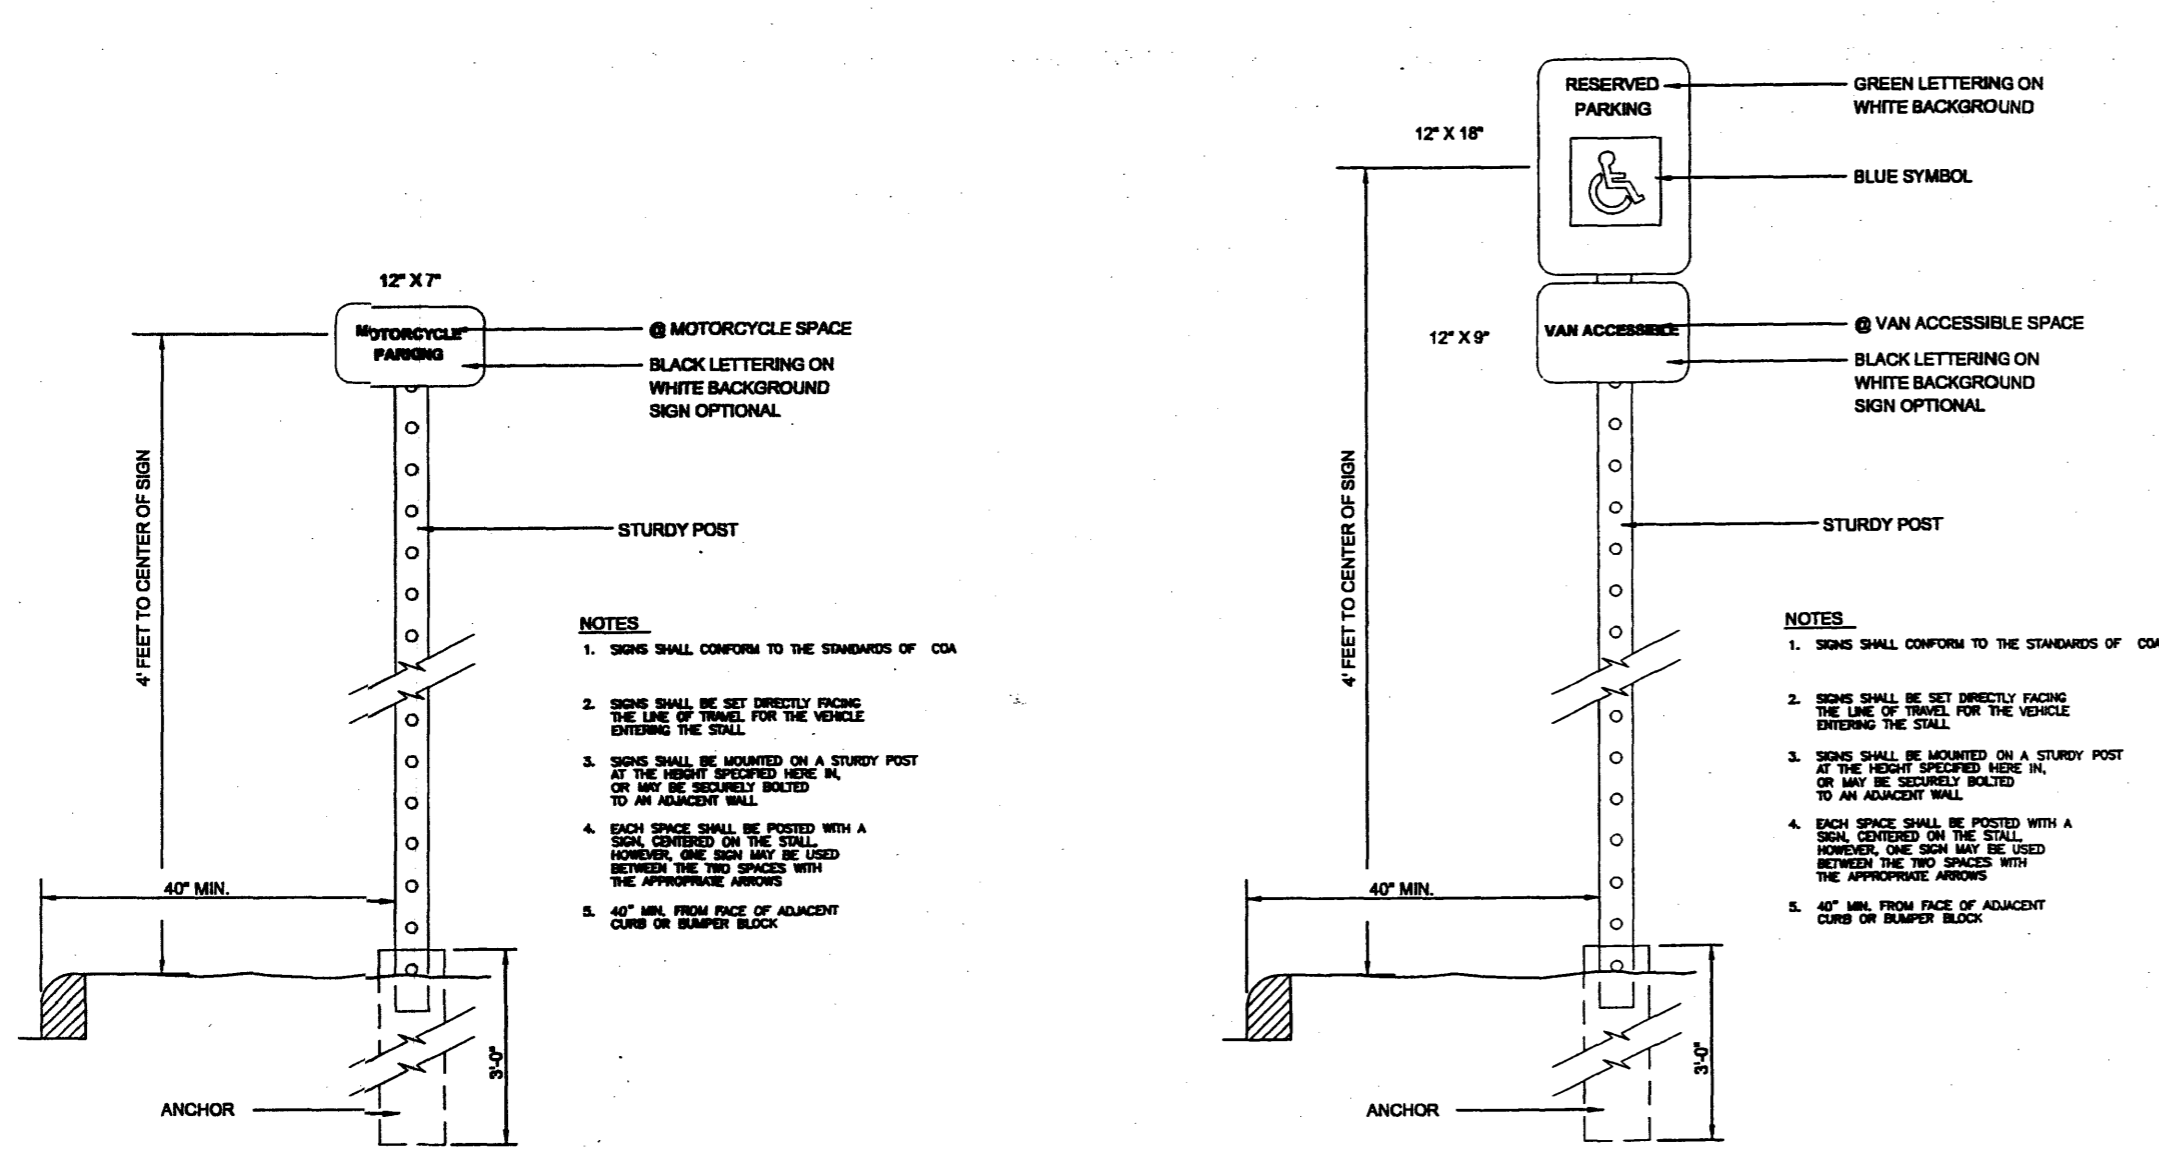 12" X 7"
MOTORCYCLE
PARKING
@ MOTORCYCLE SPACE
BLACK LETTERING ON
WHITE BACKGROUND
SIGN OPTIONAL
4' FEET TO CENTER OF SIGN
STURDY POST
NOTES
1. SIGNS SHALL CONFORM TO THE STANDARDS OF COA
2. SIGNS SHALL BE SET DIRECTLY FACING
THE LINE OF TRAVEL FOR THE VEHICLE
ENTERING THE STALL
3. SIGNS SHALL BE MOUNTED ON A STURDY POST
AT THE HEIGHT SPECIFIED HERE IN,
OR MAY BE SECURELY BOLTED
TO AN ADJACENT WALL
4. EACH SPACE SHALL BE POSTED WITH A
SIGN, CENTERED ON THE STALL.
HOWEVER, ONE SIGN MAY BE USED
BETWEEN THE TWO SPACES WITH
THE APPROPRIATE ARROWS
5. 40" MIN. FROM FACE OF ADJACENT
CURB OR BUMPER BLOCK
40" MIN.
3'-0"
ANCHOR
RESERVED
PARKING
GREEN LETTERING ON
WHITE BACKGROUND
12" X 18"
BLUE SYMBOL
12" X 9"
VAN ACCESSIBLE
@ VAN ACCESSIBLE SPACE
BLACK LETTERING ON
WHITE BACKGROUND
SIGN OPTIONAL
4' FEET TO CENTER OF SIGN
STURDY POST
NOTES
1. SIGNS SHALL CONFORM TO THE STANDARDS OF COA
2. SIGNS SHALL BE SET DIRECTLY FACING
THE LINE OF TRAVEL FOR THE VEHICLE
ENTERING THE STALL
3. SIGNS SHALL BE MOUNTED ON A STURDY POST
AT THE HEIGHT SPECIFIED HERE IN,
OR MAY BE SECURELY BOLTED
TO AN ADJACENT WALL
4. EACH SPACE SHALL BE POSTED WITH A
SIGN, CENTERED ON THE STALL.
HOWEVER, ONE SIGN MAY BE USED
BETWEEN THE TWO SPACES WITH
THE APPROPRIATE ARROWS
5. 40" MIN. FROM FACE OF ADJACENT
CURB OR BUMPER BLOCK
40" MIN.
3'-0"
ANCHOR